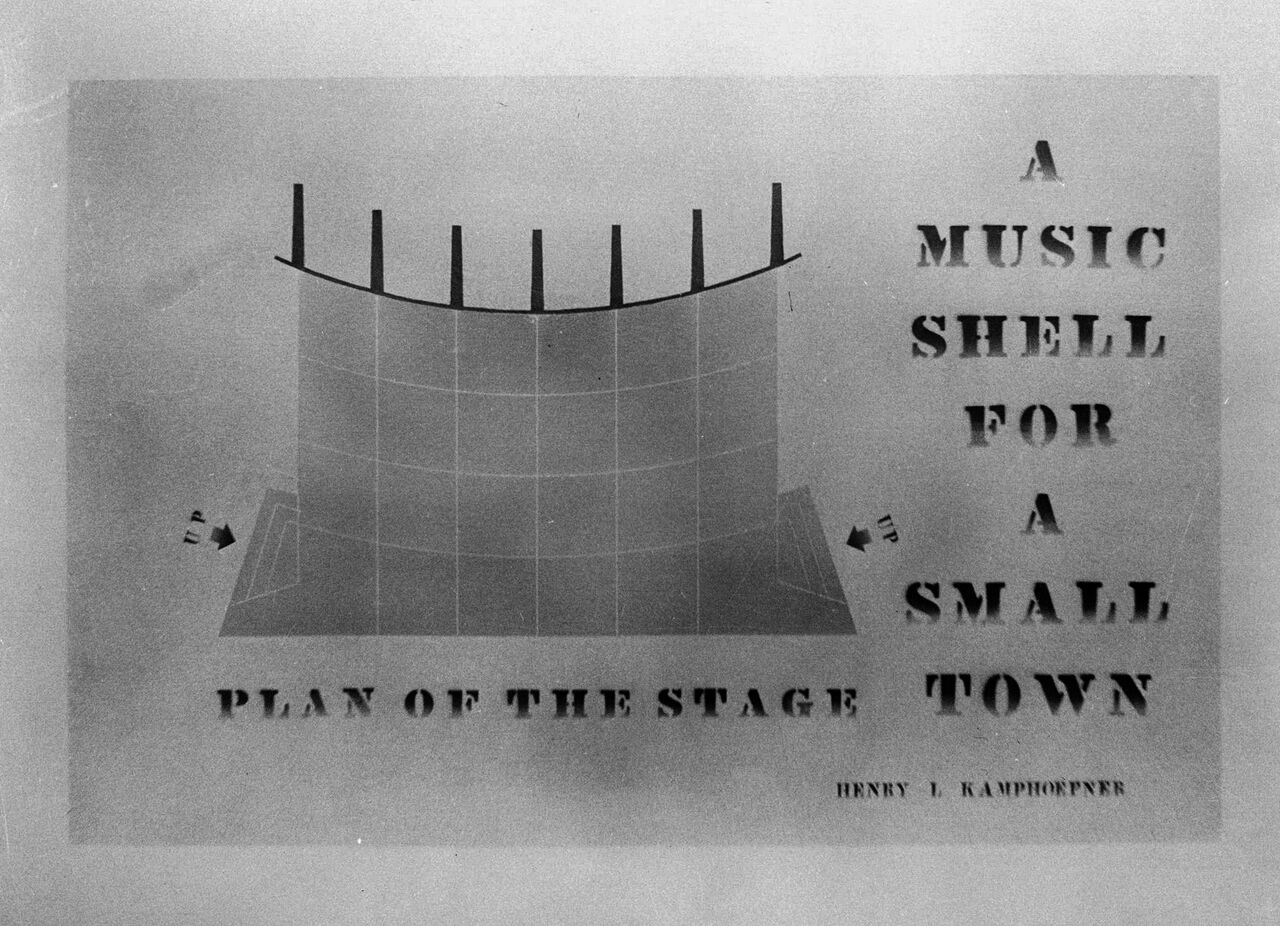 A
MUSIC
SHELL
FOR
A
SMALL
TOWN
UP
UP
PLAN OF THE STAGE
HENRY L KAMPHOEFNER